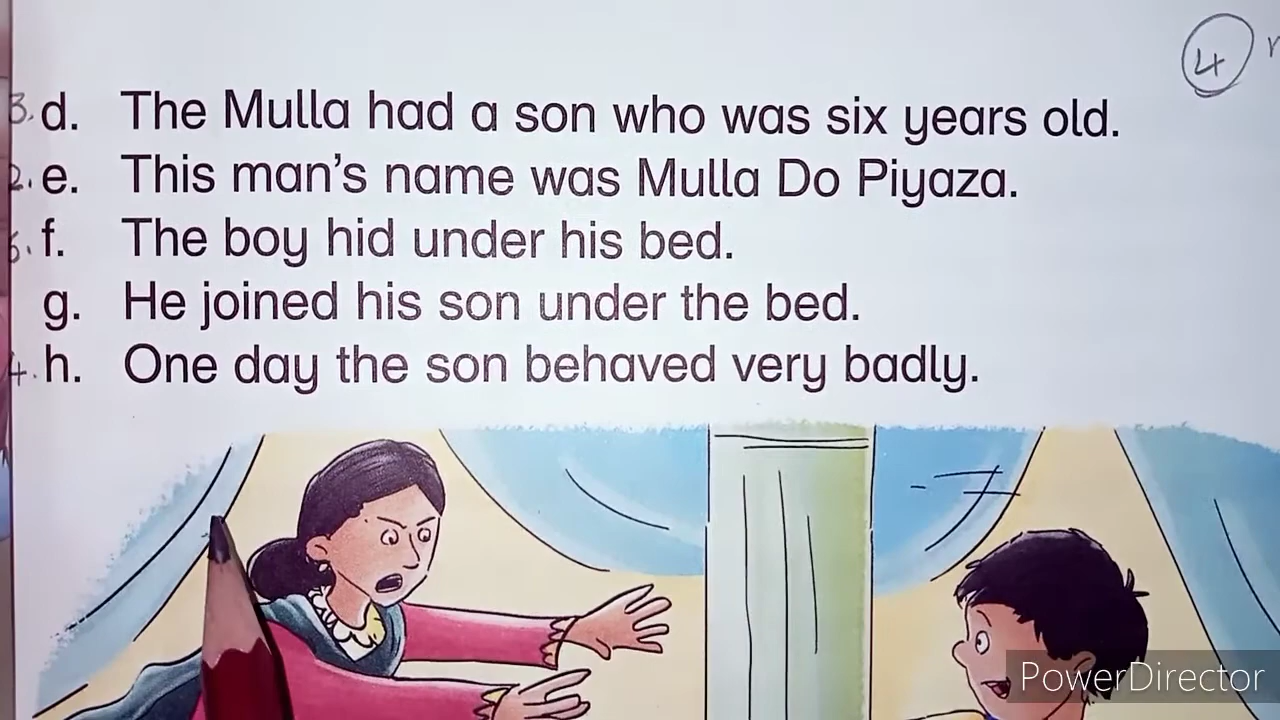 4
3. d. The Mulla had a son who was six years old.
2. e. This man's name was Mulla Do Piyaza.
f. The boy hid under his bed.
g. He joined his son under the bed.
4. h. One day the son behaved very badly.
PowerDirector